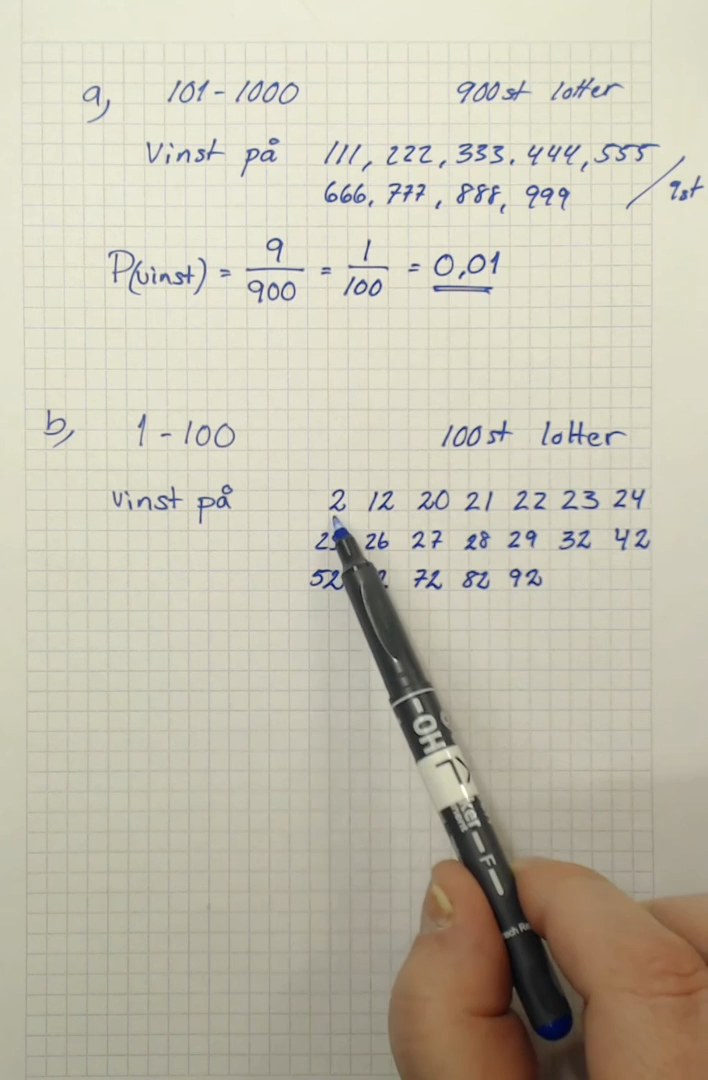 a, 101-1000 900st lotter
Vinst på 111, 222, 333. 444, 555
666, 777, 888, 999 / 9st
P(vinst) = 9/900 = 1/100 = 0,01
b, 1-100 100st lotter
vinst på 2 12 20 21 22 23 24
26 27 28 29 32 42
52 72 82 92
OH
F